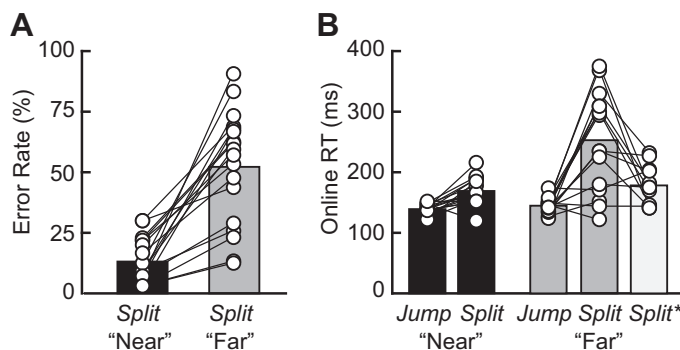 A
B
Error Rate (%)
100
75
50
25
0
Split
Split
“Near”
“Far”
Online RT (ms)
400
300
200
100
0
Jump Split
Jump Split Split*
“Near”
“Far”